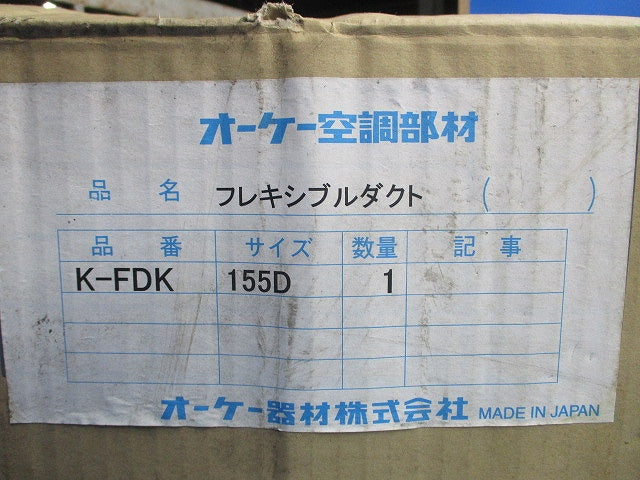 オーケー空調部材
品 名 フレキシブルダクト ( )
品 番 サイズ 数量 記 事
K-FDK 155D 1
オーケー器材株式会社 MADE IN JAPAN